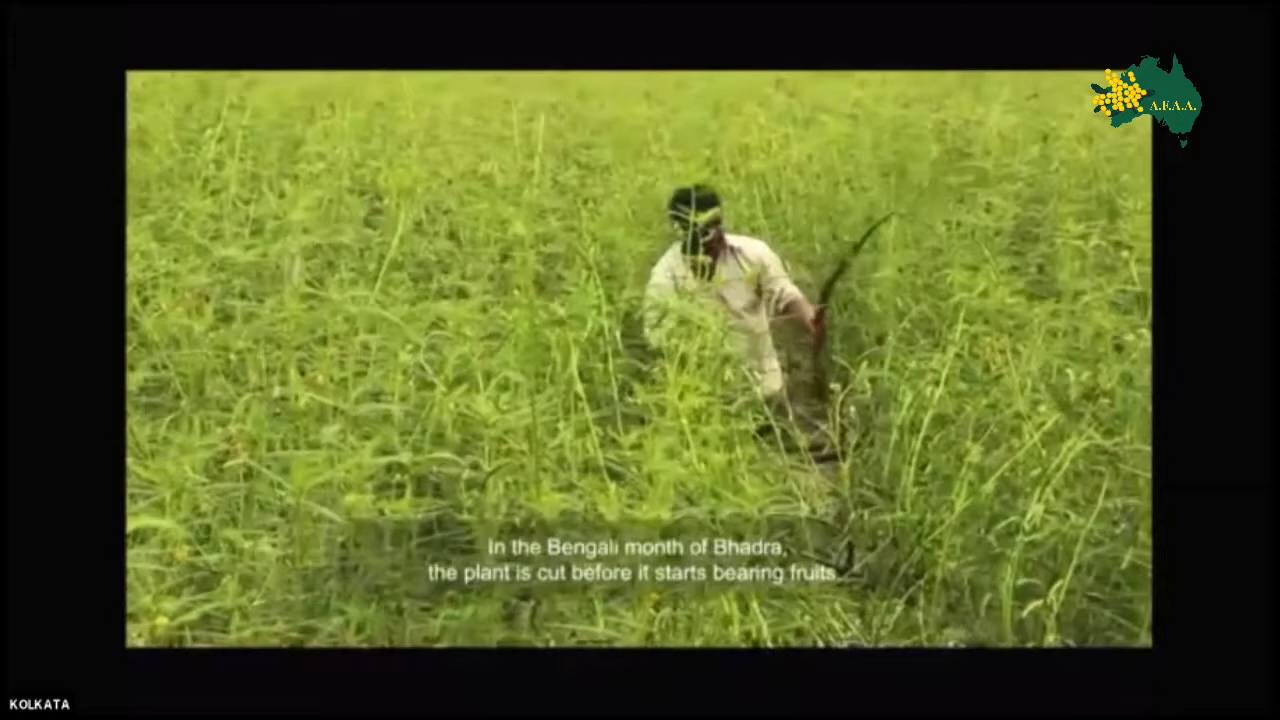 A.F.A.A.
In the Bengali month of Bhadra,
the plant is cut before it starts bearing fruits.
KOLKATA